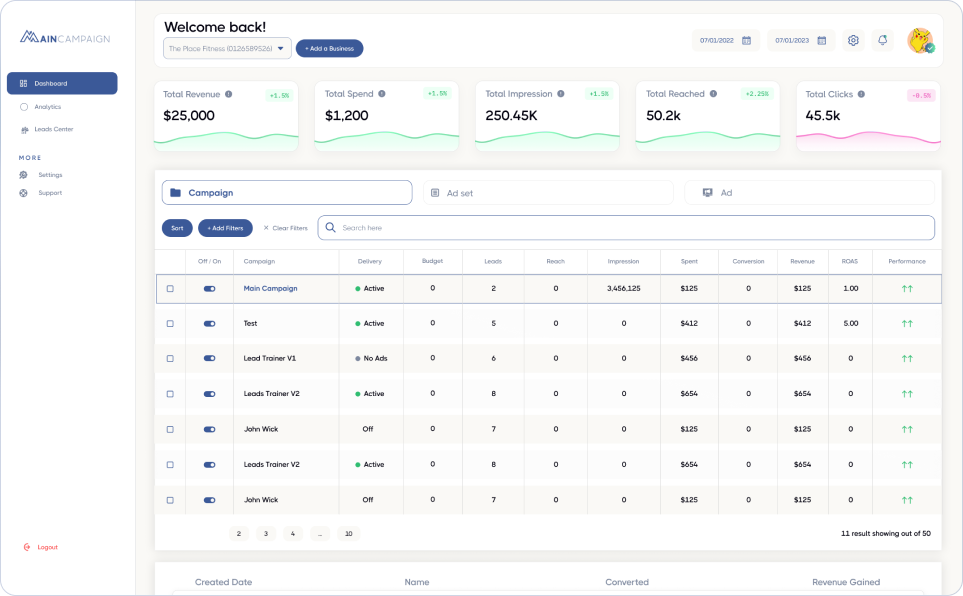 AINCAMPAIGN
Dashboard
Analytics
Leads Center
MORE
Settings
Support
Logout
Welcome back!
The Place Fitness (0126589526)
+ Add a Business
07/01/2022
07/01/2023
Total Revenue
+1.5%
$25,000
Total Spend
+1.5%
$1,200
Total Impression
+1.5%
250.45K
Total Reached
+2.25%
50.2k
Total Clicks
-0.5%
45.5k
Campaign
Ad set
Ad
Sort
+ Add Filters
× Clear Filters
Search here
Off / On Campaign Delivery Budget Leads Reach Impression Spent Conversion Revenue ROAS Performance
Main Campaign Active 0 2 0 3,456,125 $125 0 $125 1.00 ↑↑
Test Active 0 5 0 0 $412 0 $412 5.00 ↑↑
Lead Trainer V1 No Ads 0 6 0 0 $456 0 $456 0 ↑↑
Leads Trainer V2 Active 0 8 0 0 $654 0 $654 0 ↑↑
John Wick Off 0 7 0 0 $125 0 $125 0 ↑↑
Leads Trainer V2 Active 0 8 0 0 $654 0 $654 0 ↑↑
John Wick Off 0 7 0 0 $125 0 $125 0 ↑↑
2 3 4 ... 10
11 result showing out of 50
Created Date Name Converted Revenue Gained